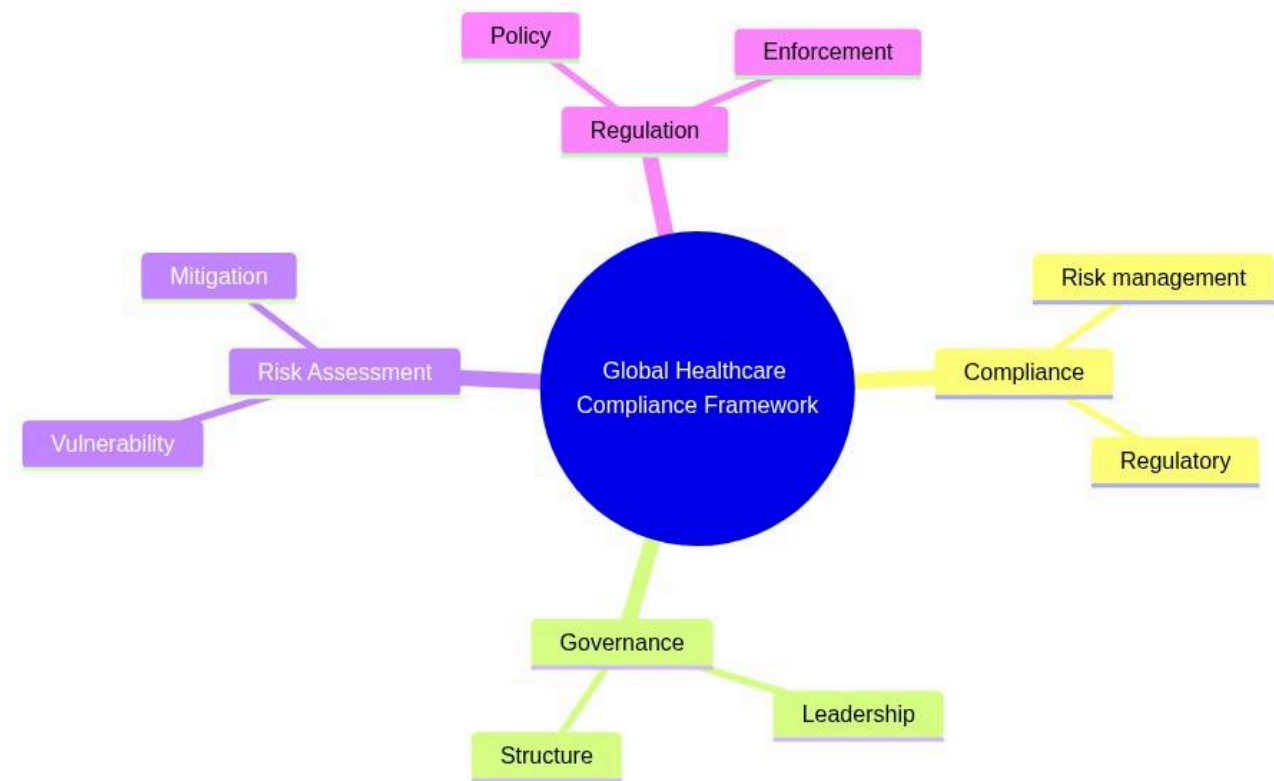 Policy
Enforcement
Regulation
Mitigation
Risk management
Risk Assessment
Global Healthcare
Compliance Framework
Compliance
Vulnerability
Regulatory
Governance
Leadership
Structure